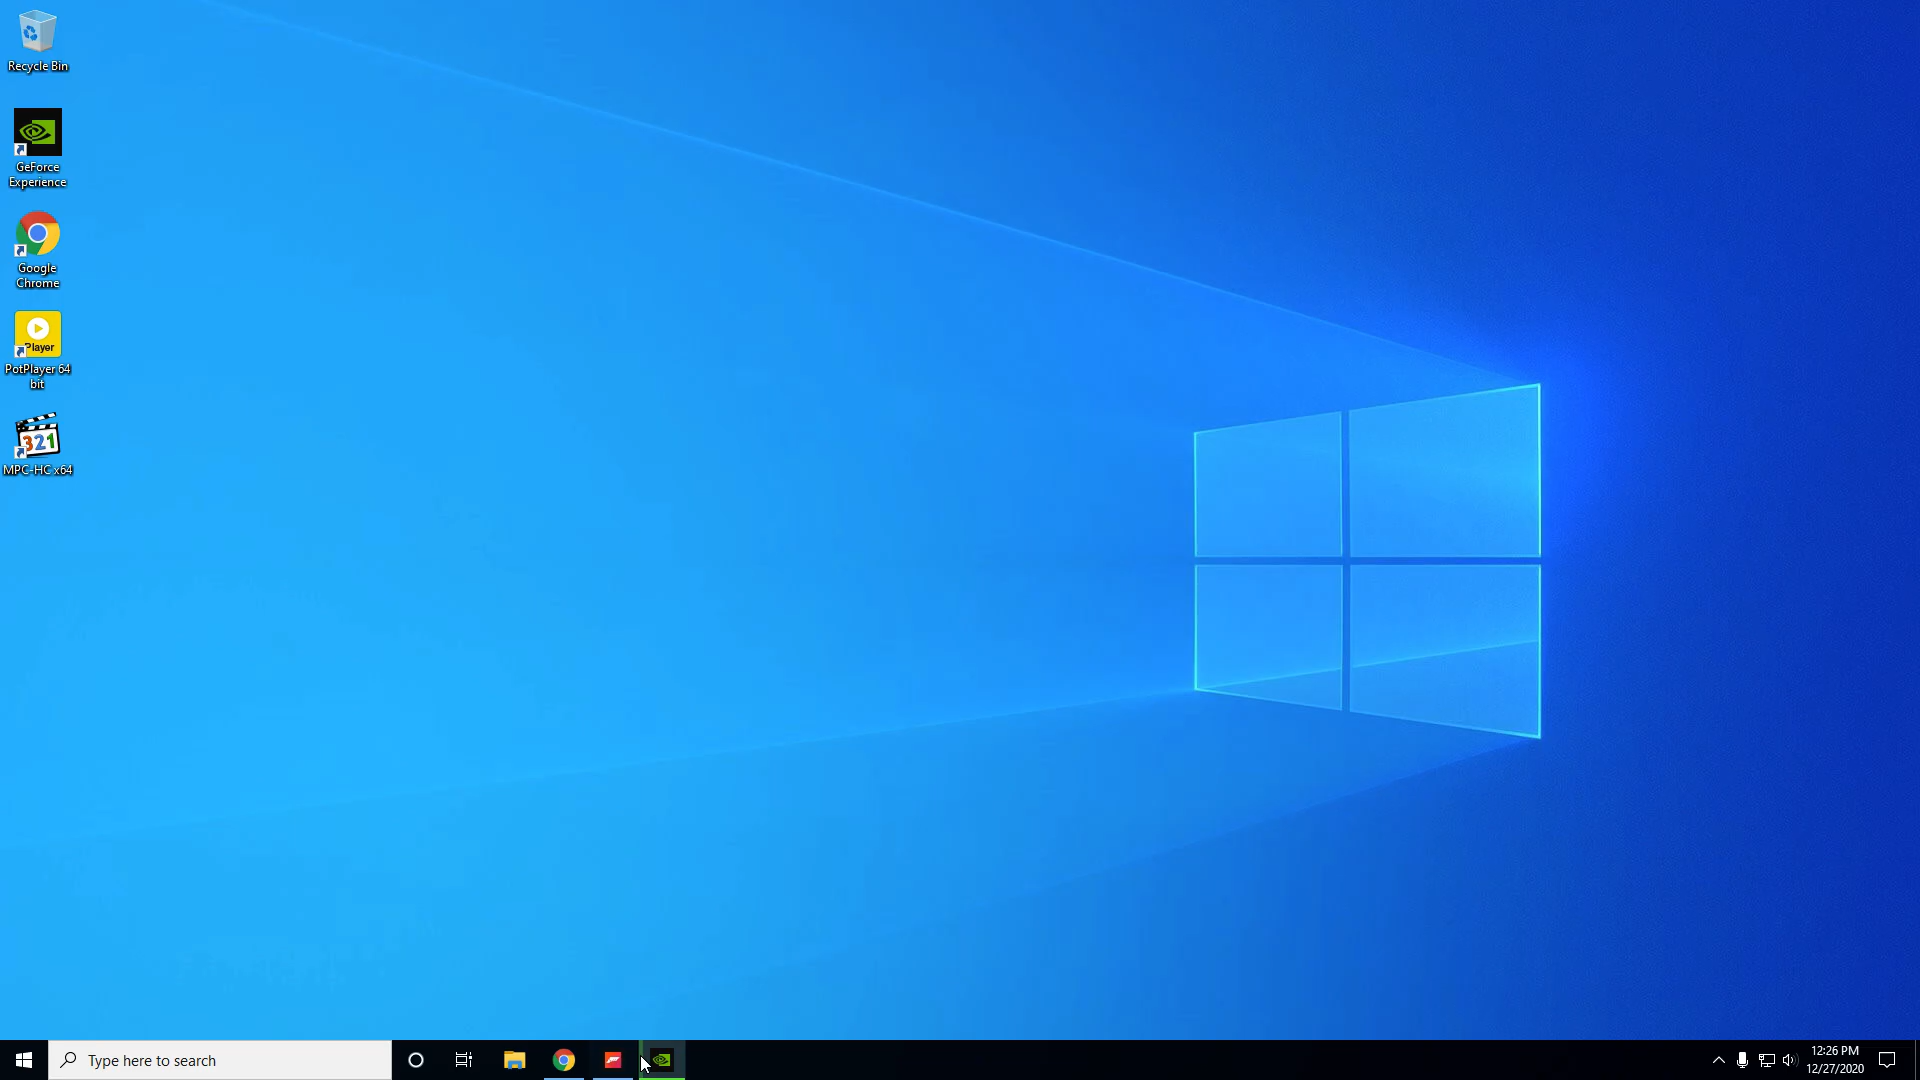 Recycle Bin
GeForce
Experience
Google
Chrome
Player
PotPlayer 64
bit
321
MPC-HC x64
Type here to search
12:26 PM
12/27/2020